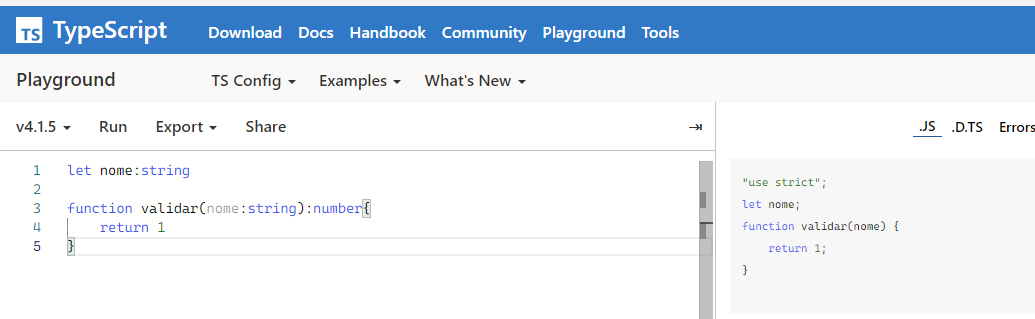 TS TypeScript Download Docs Handbook Community Playground Tools
Playground TS Config Examples What's New
v4.1.5 Run Export Share .JS .D.TS Errors
1 let nome:string
2
3 function validar(nome:string):number{
4 return 1
5 }
"use strict";
let nome;
function validar(nome) {
return 1;
}